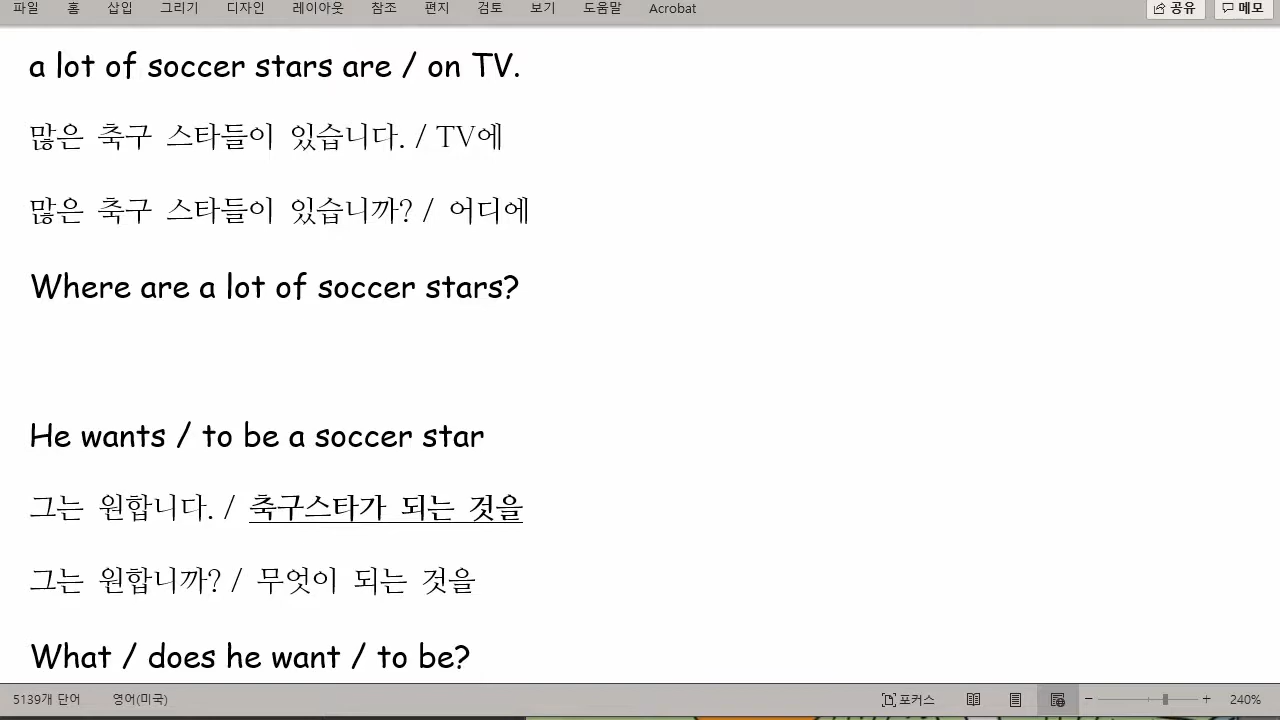 파일 홈 삽입 그리기 디자인 레이아웃 참조 편지 검토 보기 도움말 Acrobat 공유 메모
a lot of soccer stars are / on TV.
많은 축구 스타들이 있습니다. / TV에
많은 축구 스타들이 있습니까? / 어디에
Where are a lot of soccer stars?
He wants / to be a soccer star
그는 원합니다. / 축구스타가 되는 것을
그는 원합니까? / 무엇이 되는 것을
What / does he want / to be?
5139개 단어 영어(미국) 포커스 240%